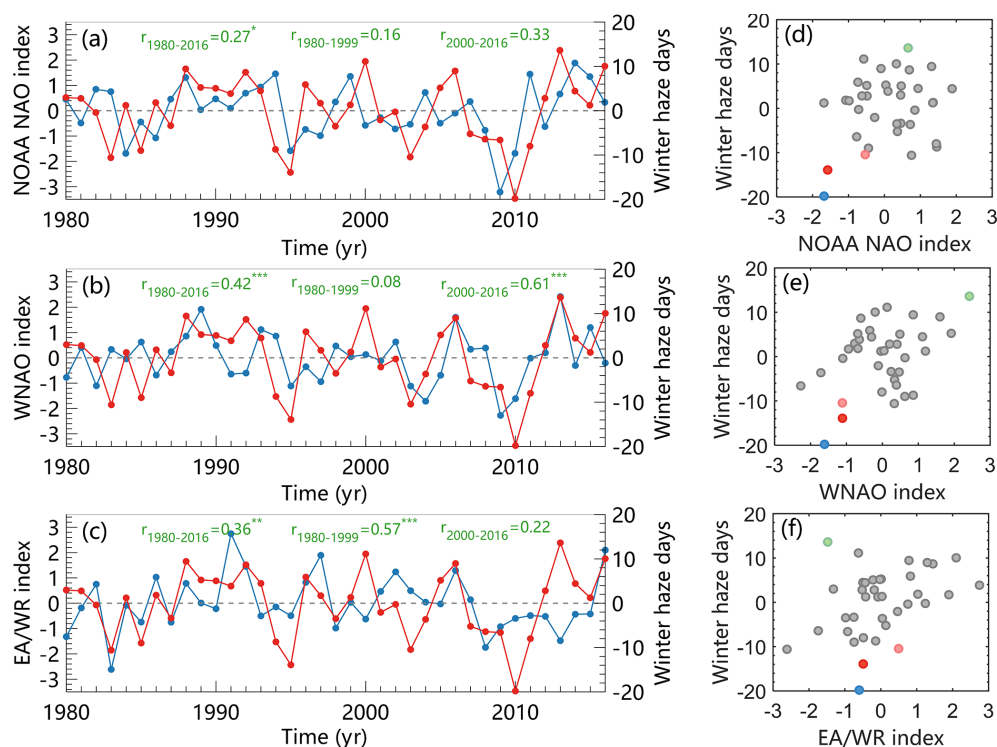 (a)
r1980-2016=0.27*
r1980-1999=0.16
r2000-2016=0.33
NOAA NAO index
3
2
1
0
-1
-2
-3
20
10
0
-10
-20
Winter haze days
1980
1990
2000
2010
Time (yr)
(d)
Winter haze days
20
10
0
-10
-20
-3
-2
-1
0
1
2
3
NOAA NAO index
(b)
r1980-2016=0.42***
r1980-1999=0.08
r2000-2016=0.61***
WNAO index
3
2
1
0
-1
-2
-3
20
10
0
-10
-20
Winter haze days
1980
1990
2000
2010
Time (yr)
(e)
Winter haze days
20
10
0
-10
-20
-3
-2
-1
0
1
2
3
WNAO index
(c)
r1980-2016=0.36**
r1980-1999=0.57***
r2000-2016=0.22
EA/WR index
3
2
1
0
-1
-2
-3
20
10
0
-10
-20
Winter haze days
1980
1990
2000
2010
Time (yr)
(f)
Winter haze days
20
10
0
-10
-20
-3
-2
-1
0
1
2
3
EA/WR index